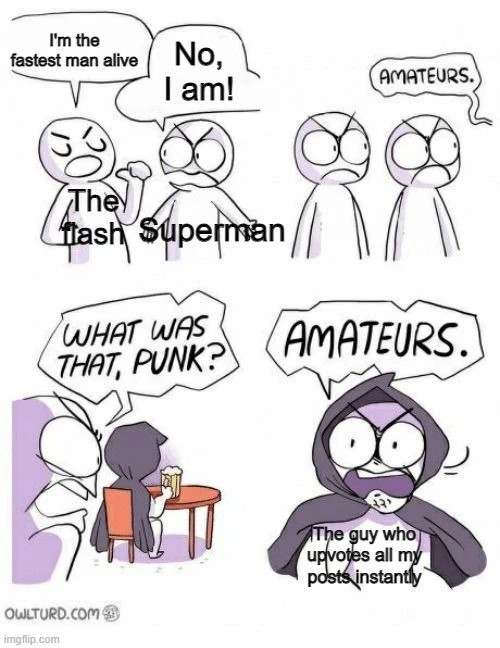 I'm the
fastest man alive
No,
I am!
The
flash
Superman
AMATEURS.
WHAT WAS
THAT, PUNK?
AMATEURS.
The guy who
upvotes all my
posts instantly
OWLTURD.COM
imgflip.com